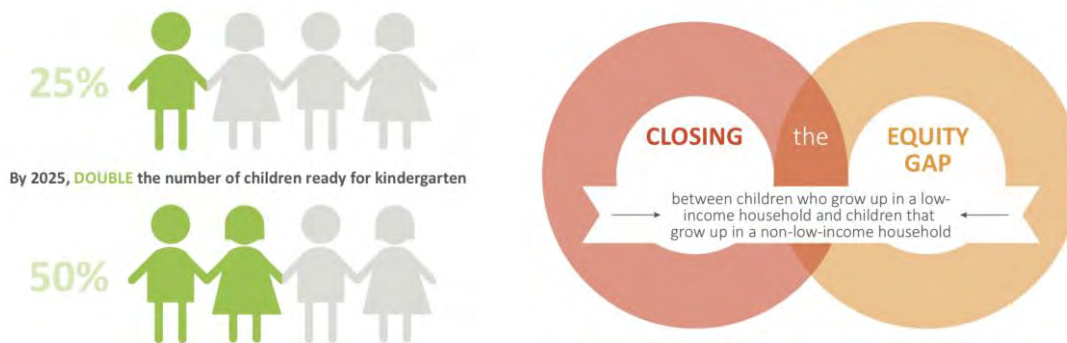 25%
By 2025, DOUBLE the number of children ready for kindergarten
50%
CLOSING the EQUITY
GAP
between children who grow up in a low-
income household and children that
grow up in a non-low-income household